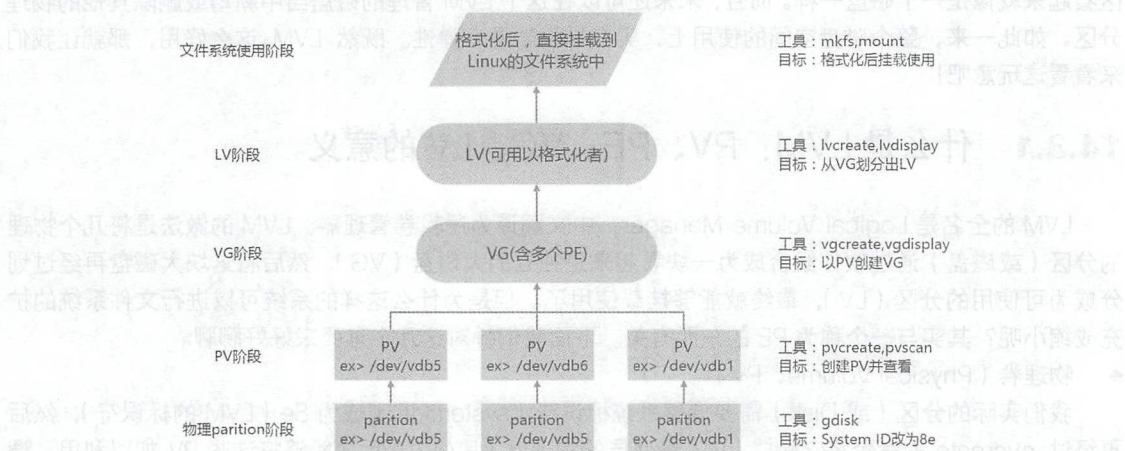 文件系统使用阶段
格式化后，直接挂载到
Linux的文件系统中
工具：mkfs,mount
目标：格式化后挂载使用
LV阶段
LV(可用以格式化者)
工具：lvcreate,lvdisplay
目标：从VG划分出LV
VG阶段
VG(含多个PE)
工具：vgcreate,vgdisplay
目标：以PV创建VG
PV阶段
PV
ex> /dev/vdb5
PV
ex> /dev/vdb6
PV
ex> /dev/vdb1
工具：pvcreate,pvscan
目标：创建PV并查看
物理parition阶段
parition
ex> /dev/vdb5
parition
ex> /dev/vdb5
parition
ex> /dev/vdb1
工具：gdisk
目标：System ID改为8e